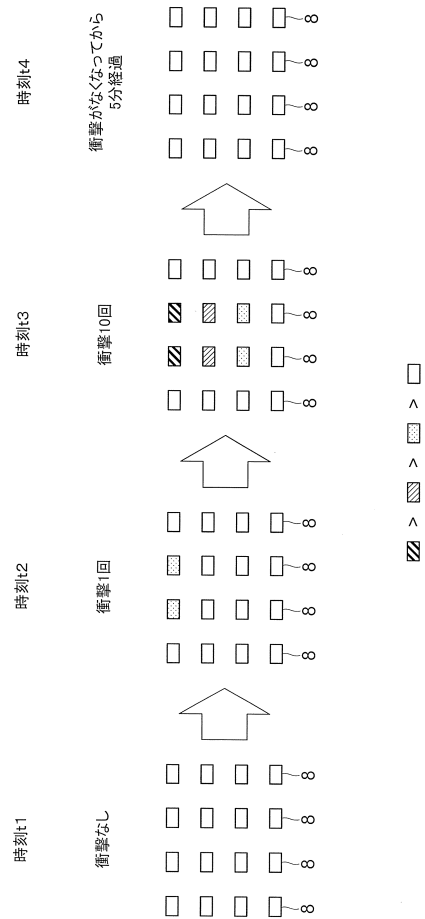 時刻t1
時刻t2
時刻t3
時刻t4
衝撃なし
衝撃1回
衝撃10回
衝撃がなくなってから
5分経過
8 8 8 8
8 8 8 8
8 8 8 8
8 8 8 8
> > >